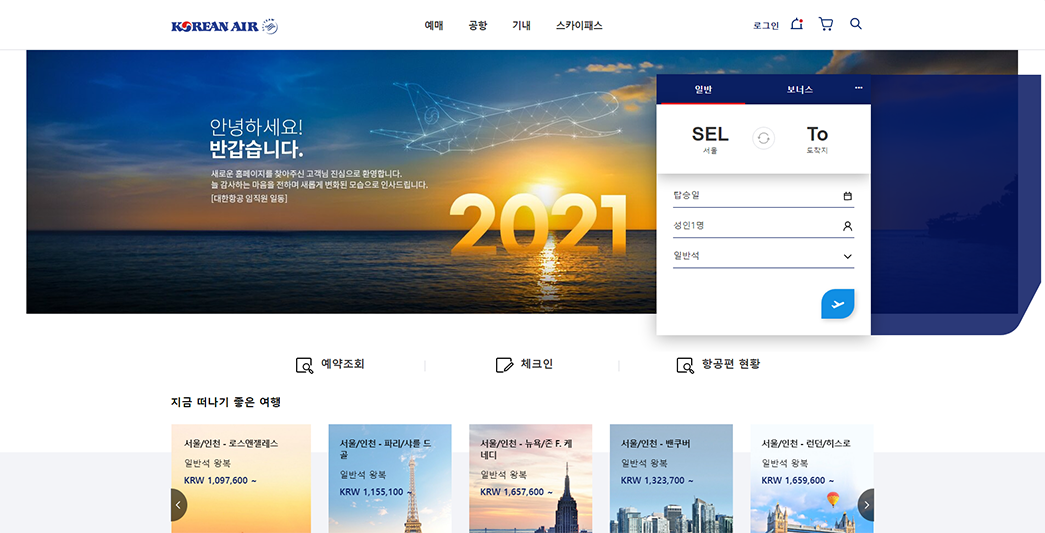 KOREAN AIR
예매 공항 기내 스카이패스
로그인
안녕하세요!
반갑습니다.
새로운 홈페이지를 찾아주신 고객님 진심으로 환영합니다.
늘 감사하는 마음을 전하며 새롭게 변화된 모습으로 인사드립니다.
[대한항공 임직원 일동]
2021
일반 보너스 ···
SEL To
서울 도착지
탑승일
성인1명
일반석
예약조회 체크인 항공편 현황
지금 떠나기 좋은 여행
서울/인천 - 로스앤젤레스
일반석 왕복
KRW 1,097,600 ~
서울/인천 - 파리/샤를 드
골
일반석 왕복
KRW 1,155,100 ~
서울/인천 - 뉴욕/존 F. 케
네디
일반석 왕복
KRW 1,657,600 ~
서울/인천 - 밴쿠버
일반석 왕복
KRW 1,323,700 ~
서울/인천 - 런던/히스로
일반석 왕복
KRW 1,659,600 ~